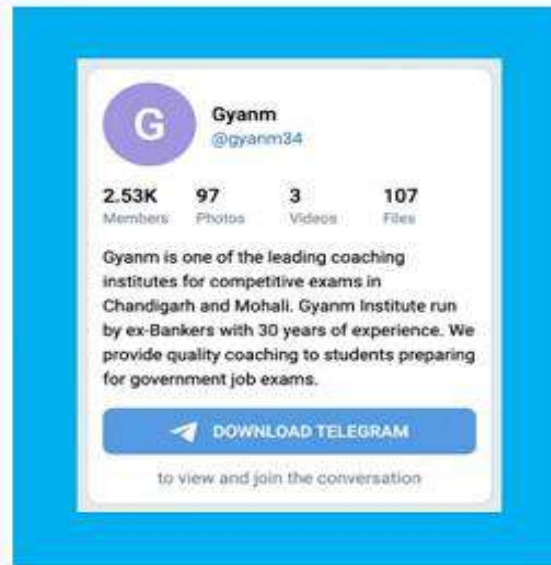 G
Gyanm
@gyanm34
2.53K 97 3 107
Members Photos Videos Files
Gyanm is one of the leading coaching
institutes for competitive exams in
Chandigarh and Mohali. Gyanm Institute run
by ex-Bankers with 30 years of experience. We
provide quality coaching to students preparing
for government job exams.
DOWNLOAD TELEGRAM
to view and join the conversation